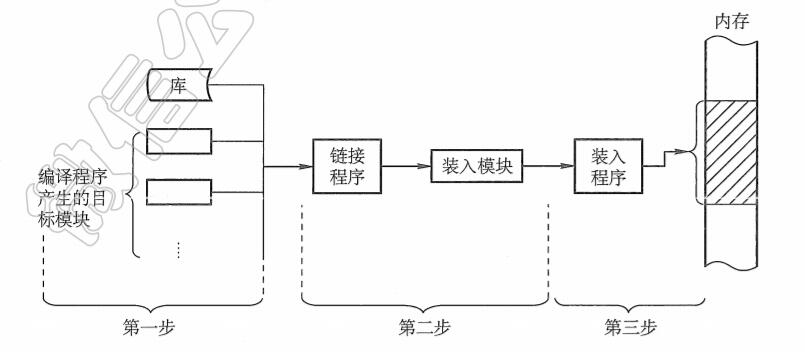 内存
库
编译程序
产生的目
标模块
链接
程序
装入模块
装入
程序
第一步
第二步
第三步